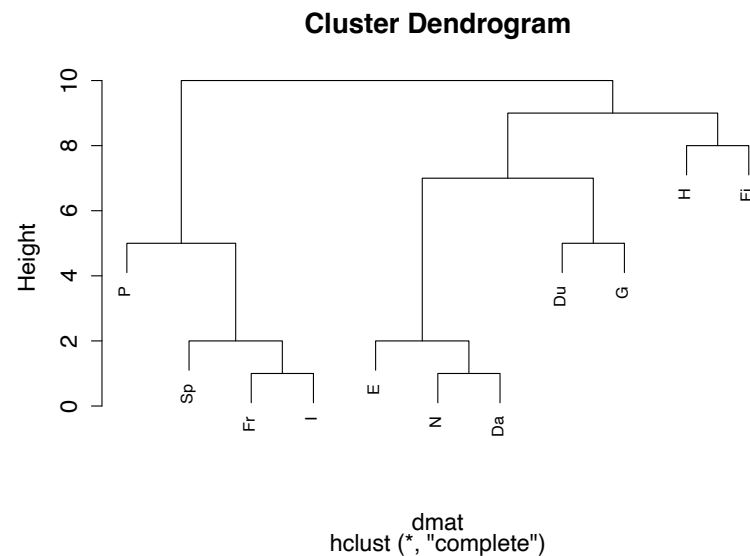 Cluster Dendrogram
Height
10
8
6
4
2
0
P
Sp
Fr
I
E
N
Da
Du
G
H
Fi
dmat
hclust (*, "complete")